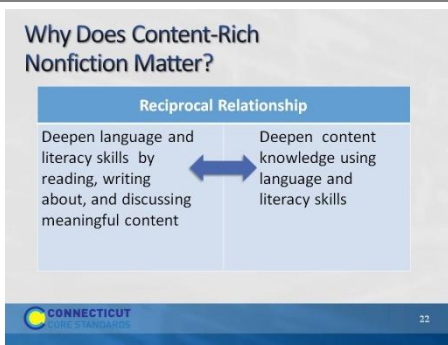 Why Does Content-Rich
Nonfiction Matter?
Reciprocal Relationship
Deepen language and
literacy skills by
reading, writing
about, and discussing
meaningful content
Deepen content
knowledge using
language and
literacy skills
CONNECTICUT
CORE STANDARDS
22